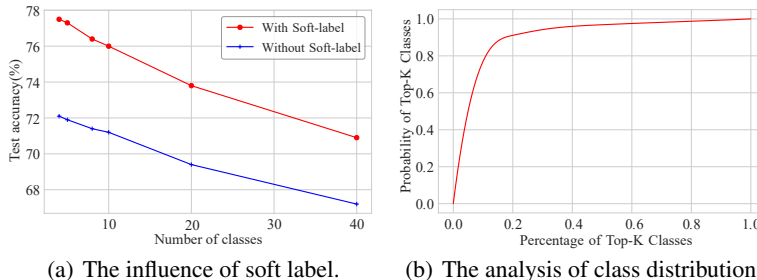 78
76
74
72
70
68
Test accuracy(%)
With Soft-label
Without Soft-label
10
20
30
40
Number of classes
(a) The influence of soft label.
1.0
0.8
0.6
0.4
0.2
0.0
Probability of Top-K Classes
0.0
0.2
0.4
0.6
0.8
1.0
Percentage of Top-K Classes
(b) The analysis of class distribution